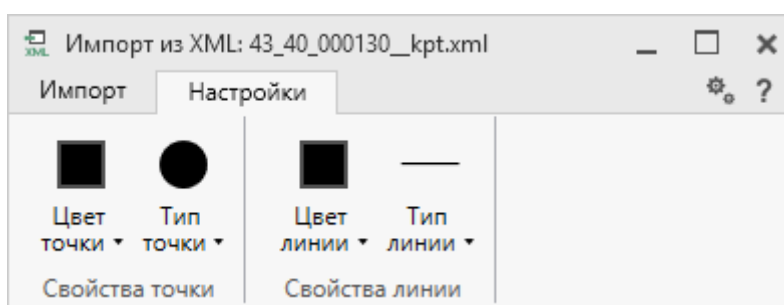 XML Импорт из XML: 43_40_000130__kpt.xml
Импорт Настройки ?
Цвет Тип Цвет Тип
точки точки линии линии
Свойства точки Свойства линии